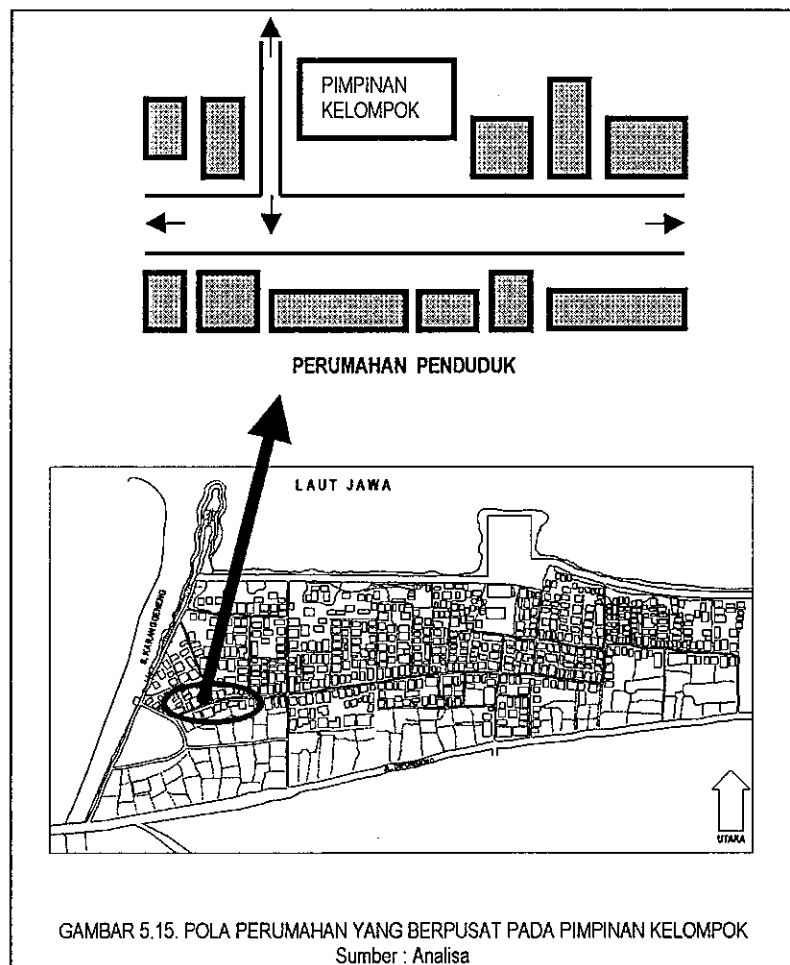 PIMPINAN
KELOMPOK
PERUMAHAN PENDUDUK
LAUT JAWA
S. KARANGGENENG
UTARA
GAMBAR 5.15. POLA PERUMAHAN YANG BERPUSAT PADA PIMPINAN KELOMPOK
Sumber : Analisa